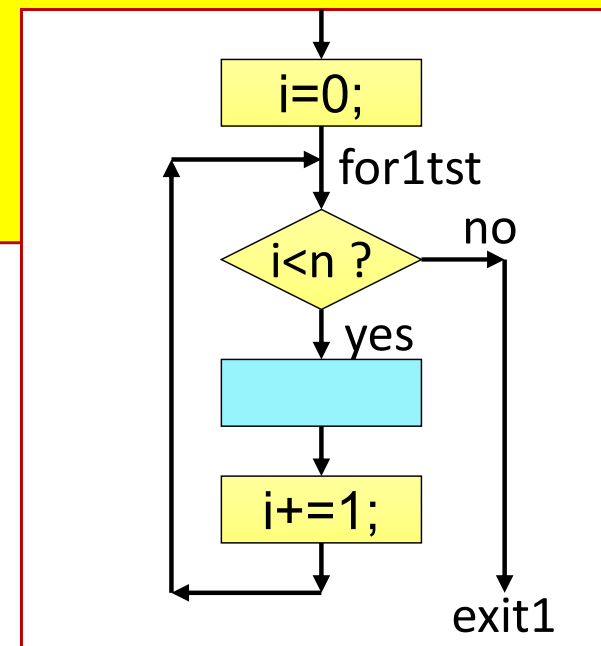 i=0;
for1tst
no
i<n ?
yes
i+=1;
exit1